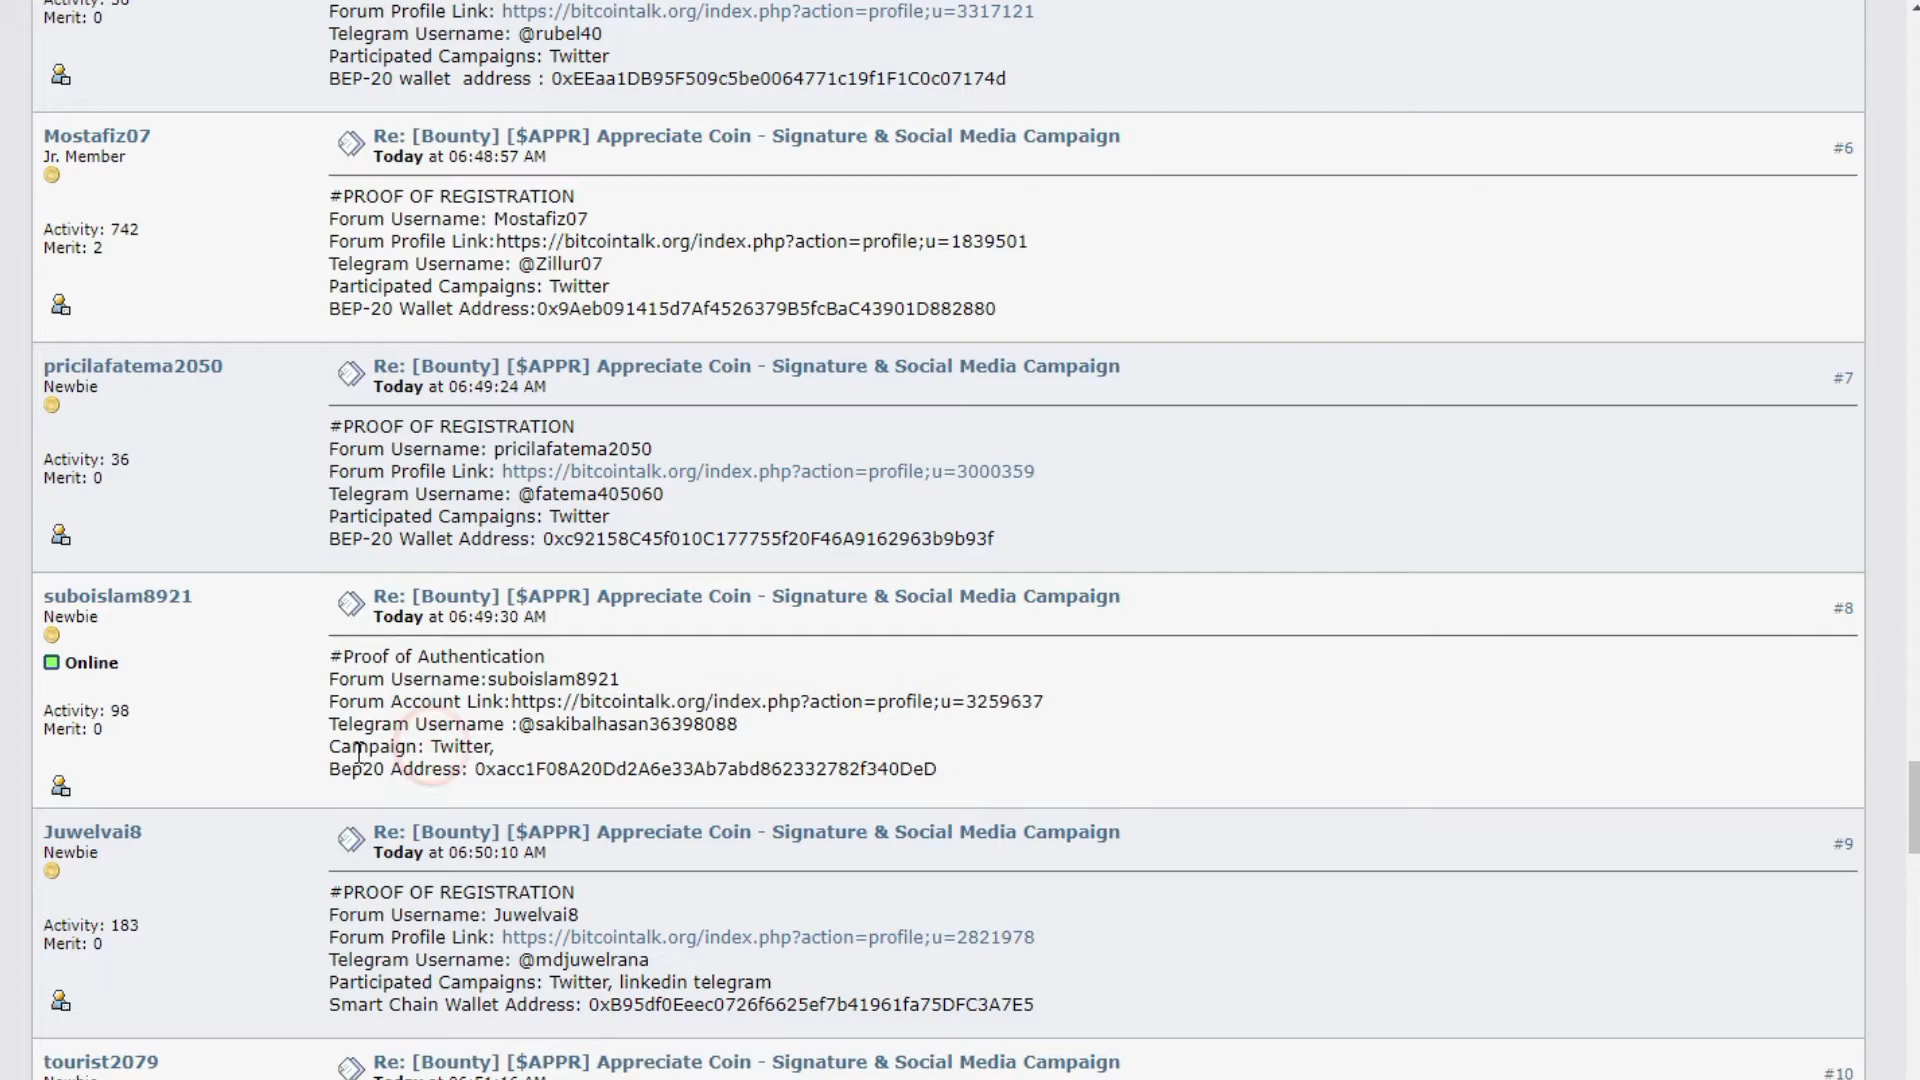 Merit: 0
Forum Profile Link: https://bitcointalk.org/index.php?action=profile;u=3317121
Telegram Username: @rubel40
Participated Campaigns: Twitter
BEP-20 wallet  address : 0xEEaa1DB95F509c5be0064771c19f1F1C0c07174d
Mostafiz07
Jr. Member
Activity: 742
Merit: 2
Re: [Bounty] [$APPR] Appreciate Coin - Signature & Social Media Campaign
Today at 06:48:57 AM
#6
#PROOF OF REGISTRATION
Forum Username: Mostafiz07
Forum Profile Link:https://bitcointalk.org/index.php?action=profile;u=1839501
Telegram Username: @Zillur07
Participated Campaigns: Twitter
BEP-20 Wallet Address:0x9Aeb091415d7Af4526379B5fcBaC43901D882880
pricilafatema2050
Newbie
Activity: 36
Merit: 0
Re: [Bounty] [$APPR] Appreciate Coin - Signature & Social Media Campaign
Today at 06:49:24 AM
#7
#PROOF OF REGISTRATION
Forum Username: pricilafatema2050
Forum Profile Link: https://bitcointalk.org/index.php?action=profile;u=3000359
Telegram Username: @fatema405060
Participated Campaigns: Twitter
BEP-20 Wallet Address: 0xc92158C45f010C177755f20F46A9162963b9b93f
suboislam8921
Newbie
Online
Activity: 98
Merit: 0
Re: [Bounty] [$APPR] Appreciate Coin - Signature & Social Media Campaign
Today at 06:49:30 AM
#8
#Proof of Authentication
Forum Username:suboislam8921
Forum Account Link:https://bitcointalk.org/index.php?action=profile;u=3259637
Telegram Username :@sakibalhasan36398088
Campaign: Twitter,
Bep20 Address: 0xacc1F08A20Dd2A6e33Ab7abd862332782f340DeD
Juwelvai8
Newbie
Activity: 183
Merit: 0
Re: [Bounty] [$APPR] Appreciate Coin - Signature & Social Media Campaign
Today at 06:50:10 AM
#9
#PROOF OF REGISTRATION
Forum Username: Juwelvai8
Forum Profile Link: https://bitcointalk.org/index.php?action=profile;u=2821978
Telegram Username: @mdjuwelrana
Participated Campaigns: Twitter, linkedin telegram
Smart Chain Wallet Address: 0xB95df0Eeec0726f6625ef7b41961fa75DFC3A7E5
tourist2079
Re: [Bounty] [$APPR] Appreciate Coin - Signature & Social Media Campaign
#10